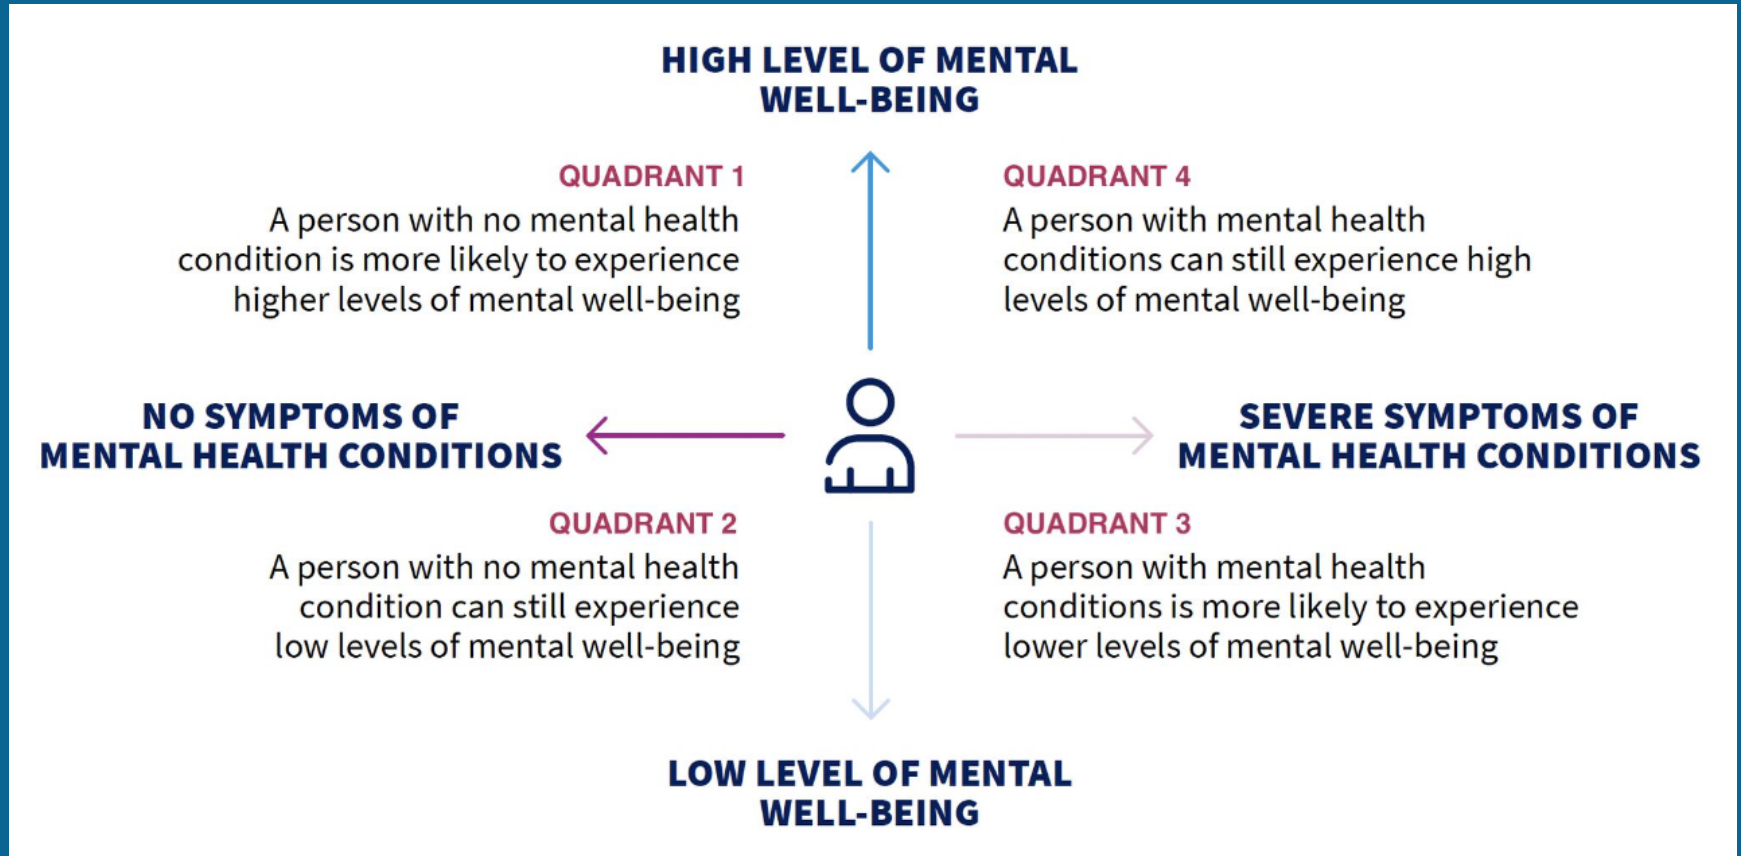 HIGH LEVEL OF MENTAL
WELL-BEING
QUADRANT 1
A person with no mental health
condition is more likely to experience
higher levels of mental well-being
QUADRANT 4
A person with mental health
conditions can still experience high
levels of mental well-being
NO SYMPTOMS OF
MENTAL HEALTH CONDITIONS
SEVERE SYMPTOMS OF
MENTAL HEALTH CONDITIONS
QUADRANT 2
A person with no mental health
condition can still experience
low levels of mental well-being
QUADRANT 3
A person with mental health
conditions is more likely to experience
lower levels of mental well-being
LOW LEVEL OF MENTAL
WELL-BEING